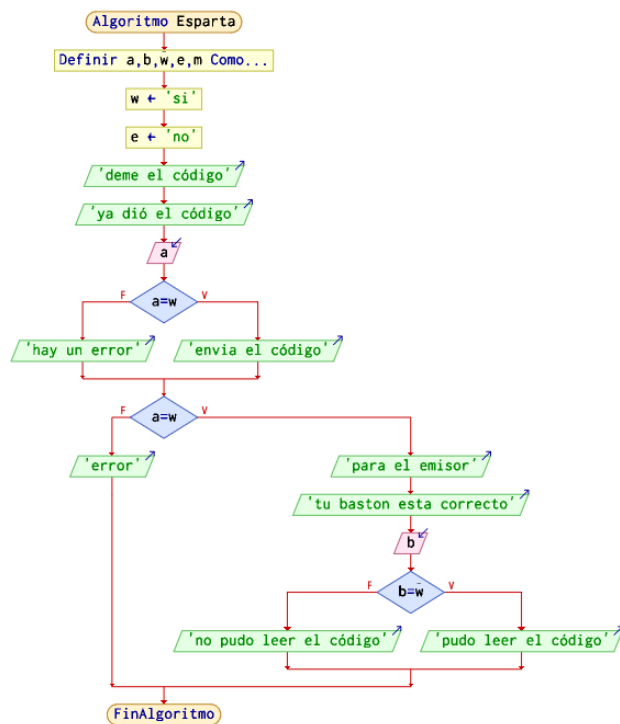 Algoritmo Esparta
Definir a,b,w,e,m Como...
w ← 'si'
e ← 'no'
'deme el código'
'ya dió el código'
a
F a=w V
'hay un error' 'envia el código'
F a=w V
'error' 'para el emisor'
'tu baston esta correcto'
b
F b=w V
'no pudo leer el código' 'pudo leer el código'
FinAlgoritmo